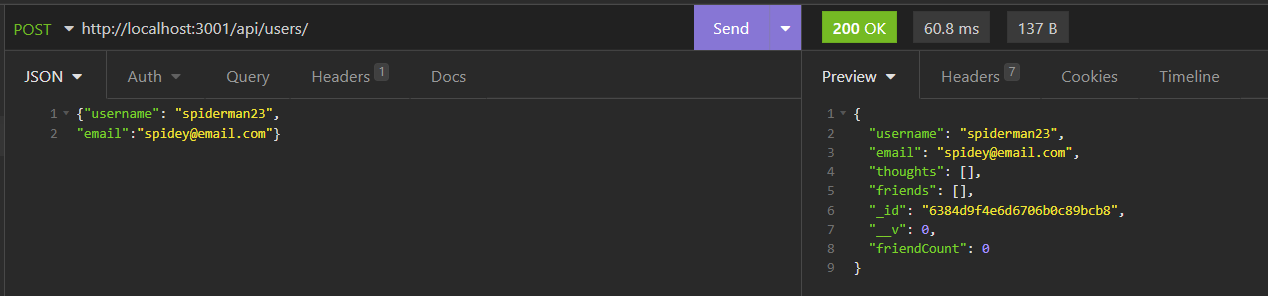 POST http://localhost:3001/api/users/ Send 200 OK 60.8 ms 137 B
JSON Auth Query Headers 1 Docs
1 {"username": "spiderman23",
2 "email":"spidey@email.com"}
Preview Headers 7 Cookies Timeline
1 {
2 "username": "spiderman23",
3 "email": "spidey@email.com",
4 "thoughts": [],
5 "friends": [],
6 "_id": "6384d9f4e6d6706b0c89bcb8",
7 "__v": 0,
8 "friendCount": 0
9 }